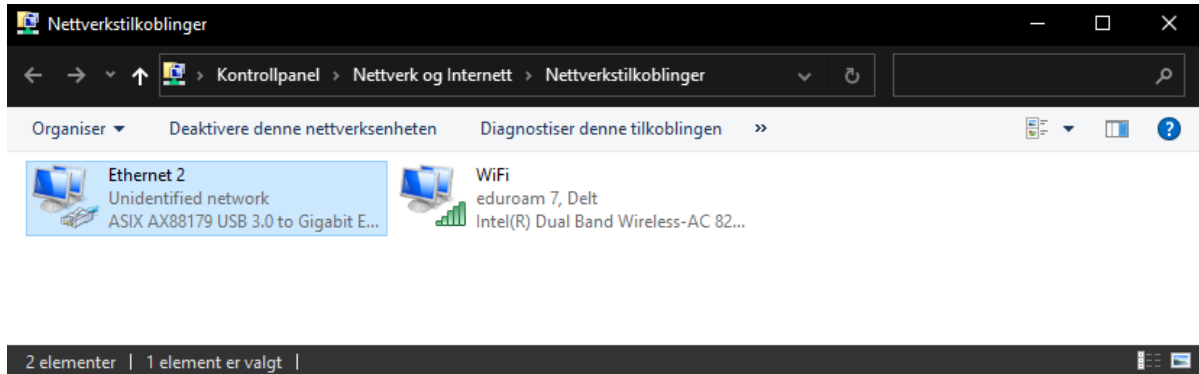 Nettverkstilkoblinger
Kontrollpanel > Nettverk og Internett > Nettverkstilkoblinger
Organiser Deaktivere denne nettverksenheten Diagnostiser denne tilkoblingen »
Ethernet 2
Unidentified network
ASIX AX88179 USB 3.0 to Gigabit E...
WiFi
eduroam 7, Delt
Intel(R) Dual Band Wireless-AC 82...
2 elementer | 1 element er valgt |